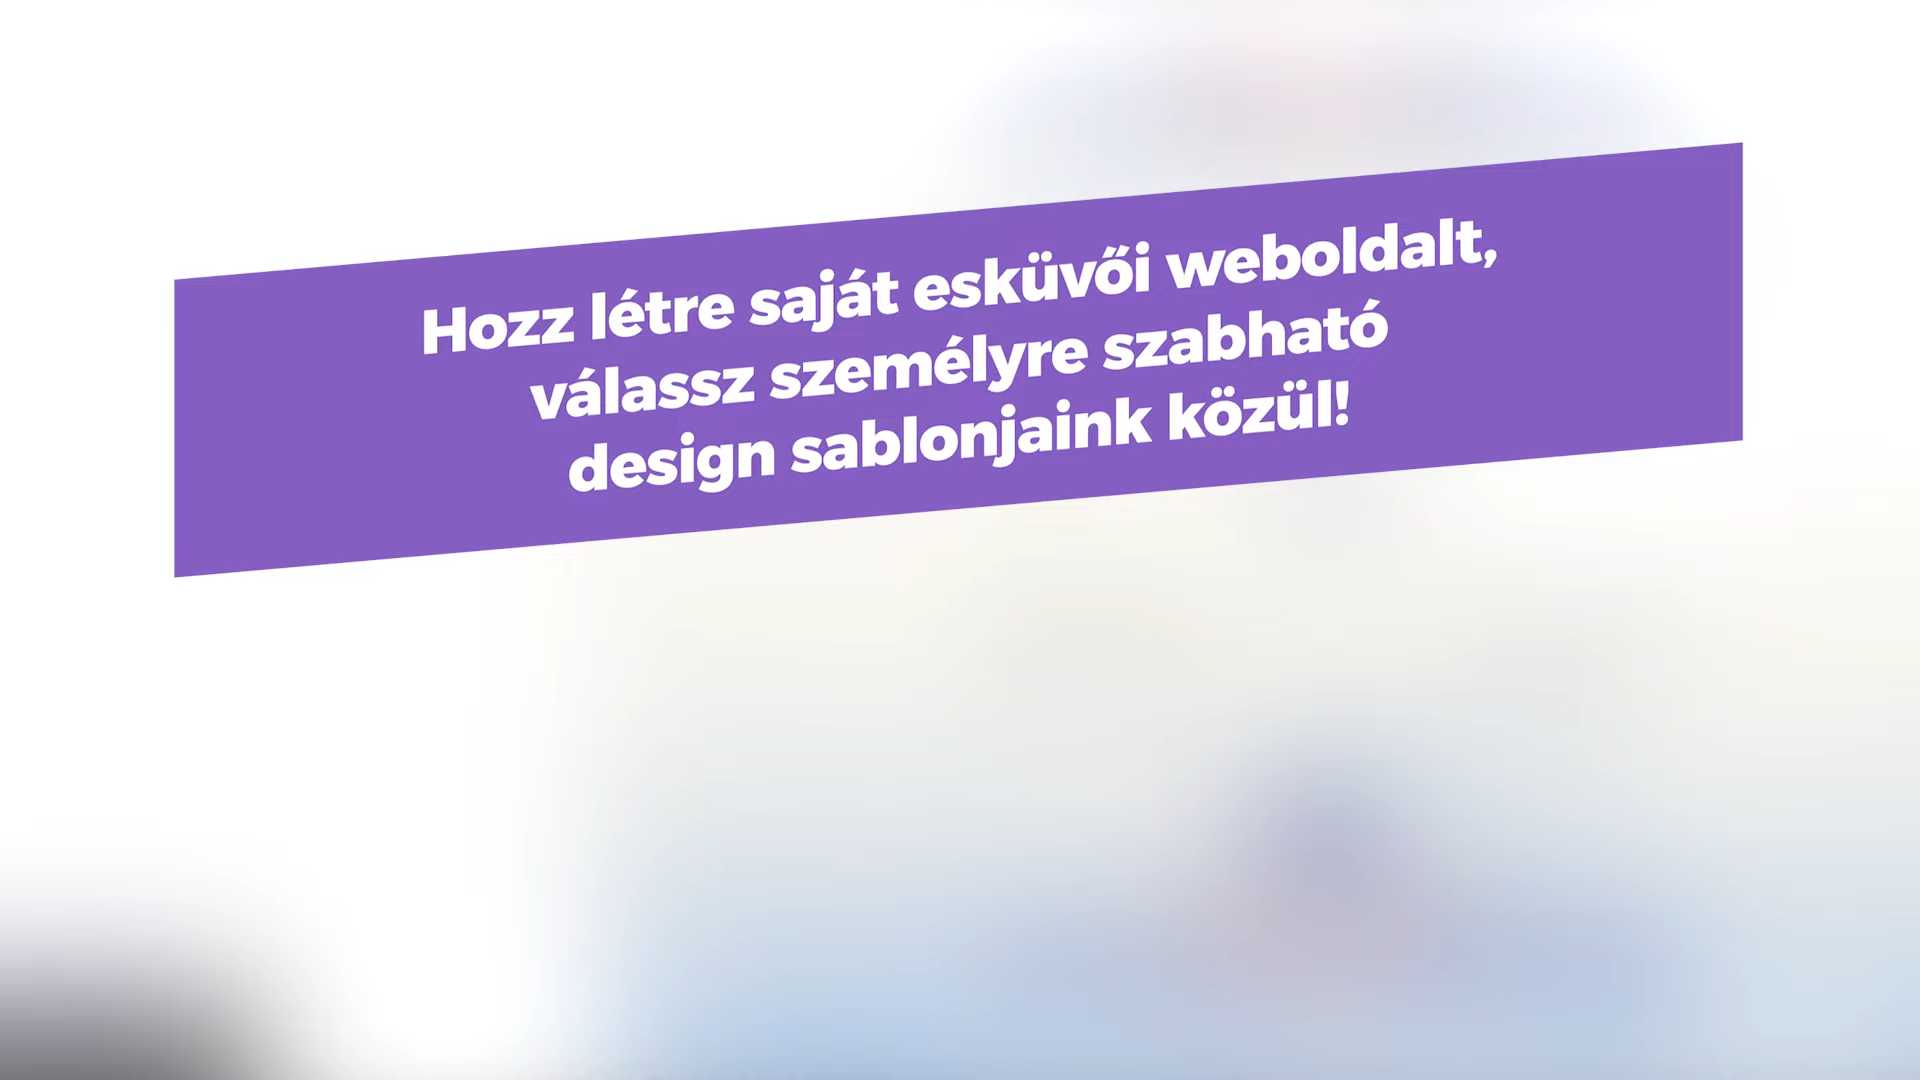 Hozz létre saját esküvői weboldalt,
válassz személyre szabható
design sablonjaink közül!